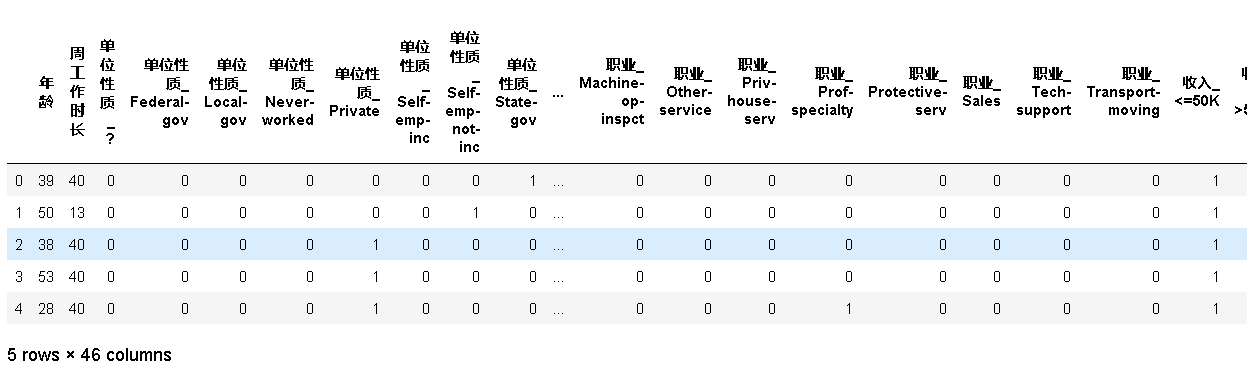 年龄 周工作时长 单位性质_? 单位性质_Federal-gov 单位性质_Local-gov 单位性质_Never-worked 单位性质_Private 单位性质_Self-emp-inc 单位性质_Self-emp-not-inc 单位性质_State-gov ... 职业_Machine-op-inspct 职业_Other-service 职业_Priv-house-serv 职业_Prof-specialty 职业_Protective-serv 职业_Sales 职业_Tech-support 职业_Transport-moving 收入_<=50K
0 39 40 0 0 0 0 0 0 0 1 ... 0 0 0 0 0 0 0 0 1
1 50 13 0 0 0 0 0 0 1 0 ... 0 0 0 0 0 0 0 0 1
2 38 40 0 0 0 0 1 0 0 0 ... 0 0 0 0 0 0 0 0 1
3 53 40 0 0 0 0 1 0 0 0 ... 0 0 0 0 0 0 0 0 1
4 28 40 0 0 0 0 1 0 0 0 ... 0 0 0 1 0 0 0 0 1
5 rows × 46 columns